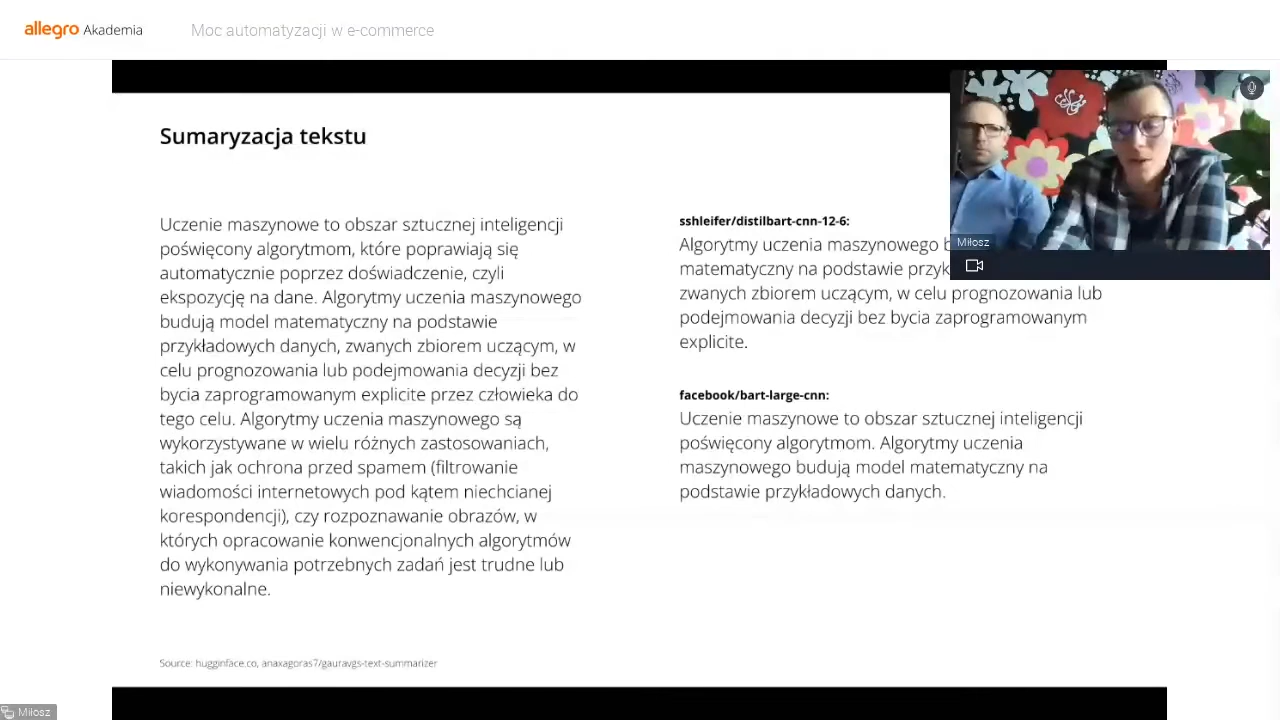 allegro Akademia
Moc automatyzacji w e-commerce
Sumaryzacja tekstu
Uczenie maszynowe to obszar sztucznej inteligencji
poświęcony algorytmom, które poprawiają się
automatycznie poprzez doświadczenie, czyli
ekspozycję na dane. Algorytmy uczenia maszynowego
budują model matematyczny na podstawie
przykładowych danych, zwanych zbiorem uczącym, w
celu prognozowania lub podejmowania decyzji bez
bycia zaprogramowanym explicite przez człowieka do
tego celu. Algorytmy uczenia maszynowego są
wykorzystywane w wielu różnych zastosowaniach,
takich jak ochrona przed spamem (filtrowanie
wiadomości internetowych pod kątem niechcianej
korespondencji), czy rozpoznawanie obrazów, w
których opracowanie konwencjonalnych algorytmów
do wykonywania potrzebnych zadań jest trudne lub
niewykonalne.
sshleifer/distilbart-cnn-12-6:
Algorytmy uczenia maszynowego
matematyczny na podstawie
zwanych zbiorem uczącym, w celu prognozowania lub
podejmowania decyzji bez bycia zaprogramowanym
explicite.
facebook/bart-large-cnn:
Uczenie maszynowe to obszar sztucznej inteligencji
poświęcony algorytmom. Algorytmy uczenia
maszynowego budują model matematyczny na
podstawie przykładowych danych.
Source: hugginface.co, anaxagoras7/gauravgs-text-summarizer
Miłosz
Miłosz